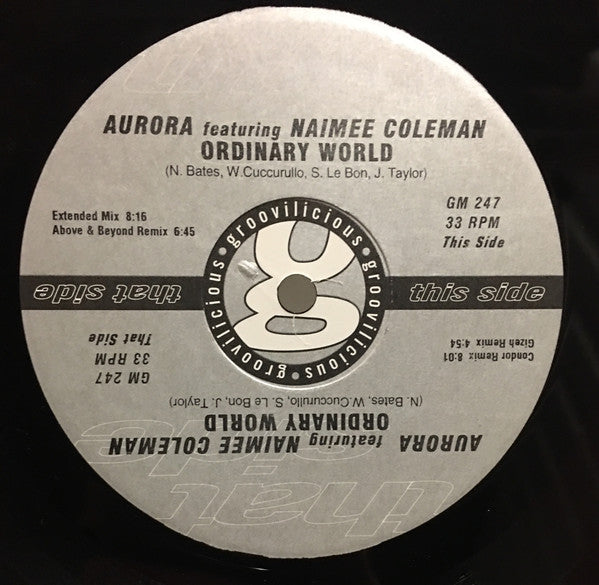 AURORA featuring NAIMEE COLEMAN
ORDINARY WORLD
(N. Bates, W.Cuccurullo, S. Le Bon, J. Taylor)
Extended Mix 8:16
Above & Beyond Remix 6:45
GM 247
33 RPM
This Side
groovilicious • groovilicious • groovilicious •
g
this side
that side
AURORA featuring NAIMEE COLEMAN
ORDINARY WORLD
(N. Bates, W.Cuccurullo, S. Le Bon, J. Taylor)
Condor Remix 8:01
Gizeh Remix 4:54
GM 247
33 RPM
That Side
that
side